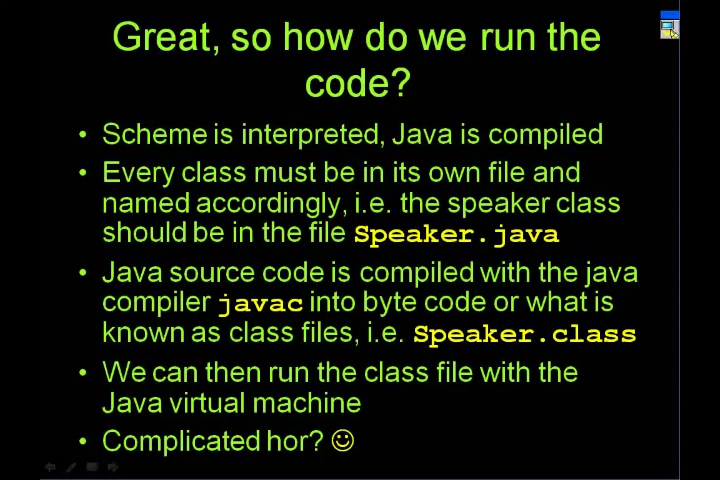 Great, so how do we run the
code?
• Scheme is interpreted, Java is compiled
• Every class must be in its own file and
named accordingly, i.e. the speaker class
should be in the file Speaker.java
• Java source code is compiled with the java
compiler javac into byte code or what is
known as class files, i.e. Speaker.class
• We can then run the class file with the
Java virtual machine
• Complicated hor? ☺